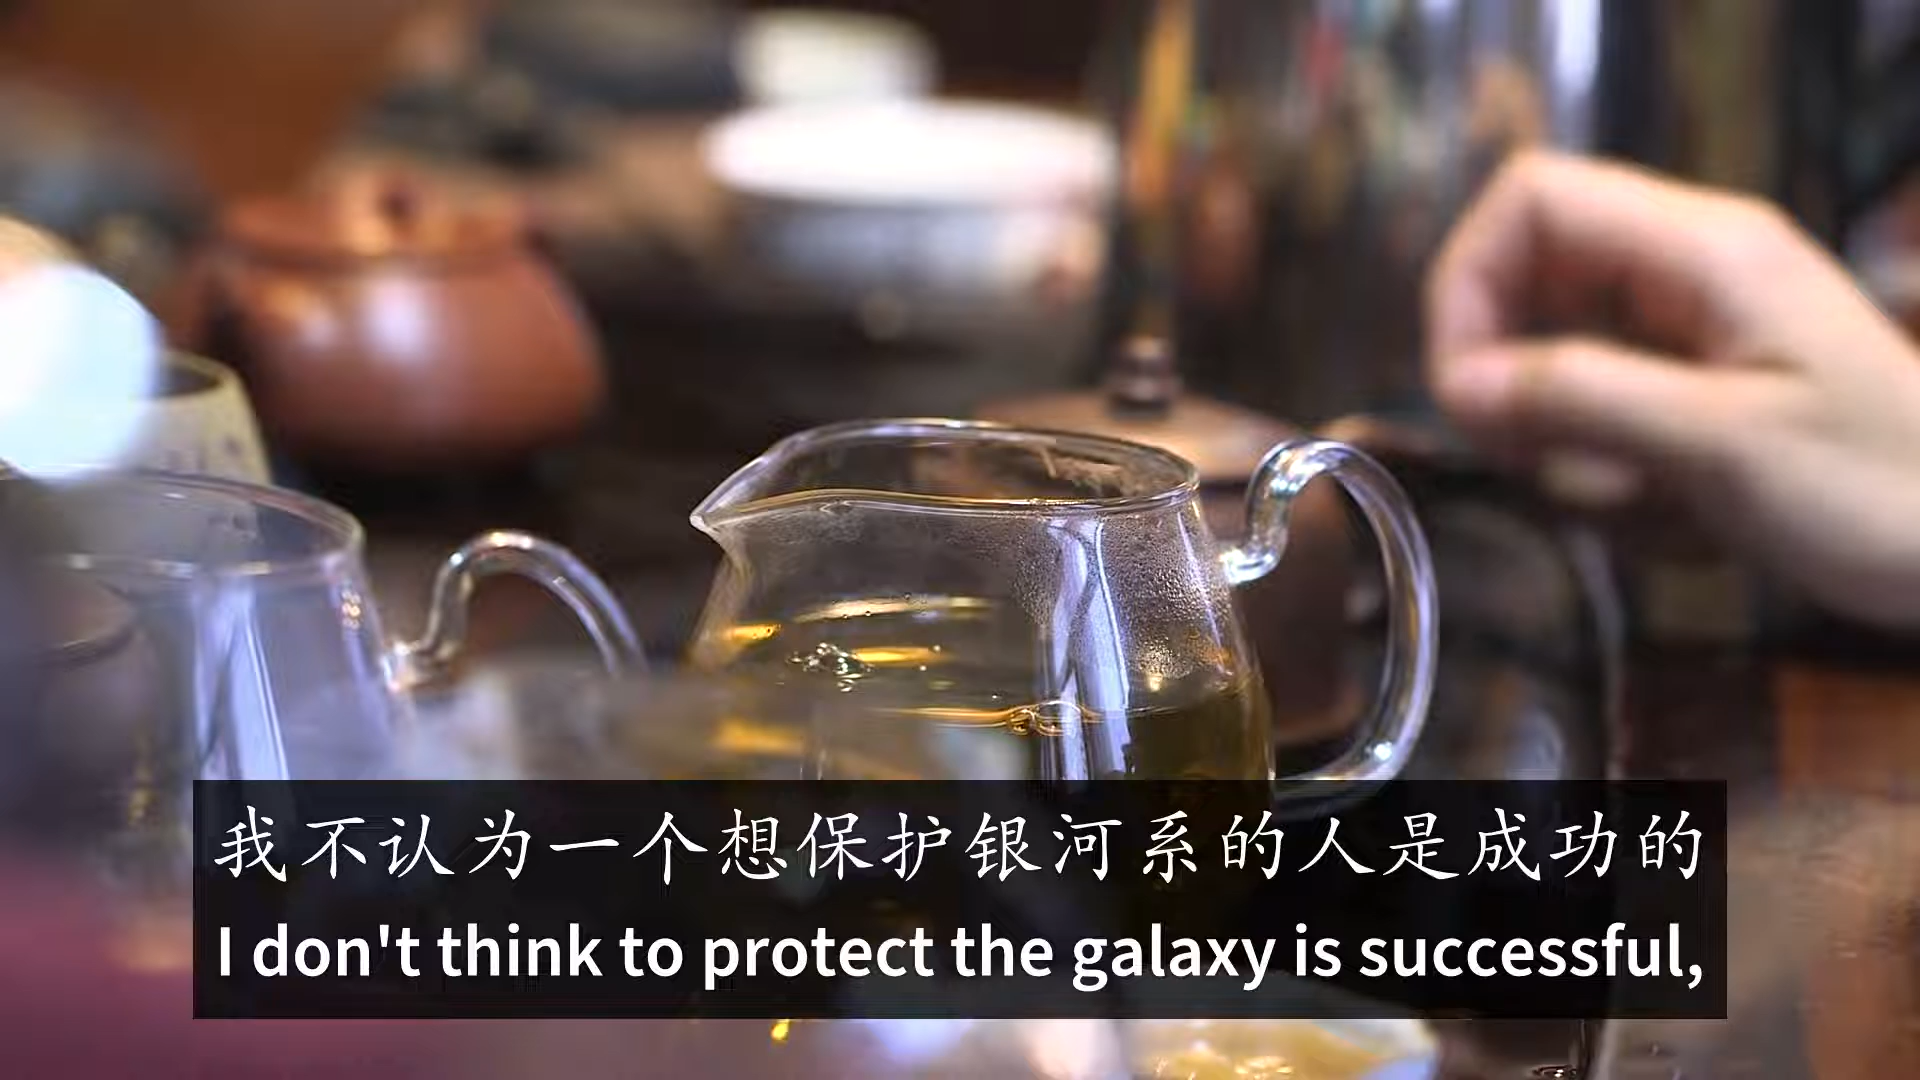 我不认为一个想保护银河系的人是成功的
I don't think to protect the galaxy is successful,